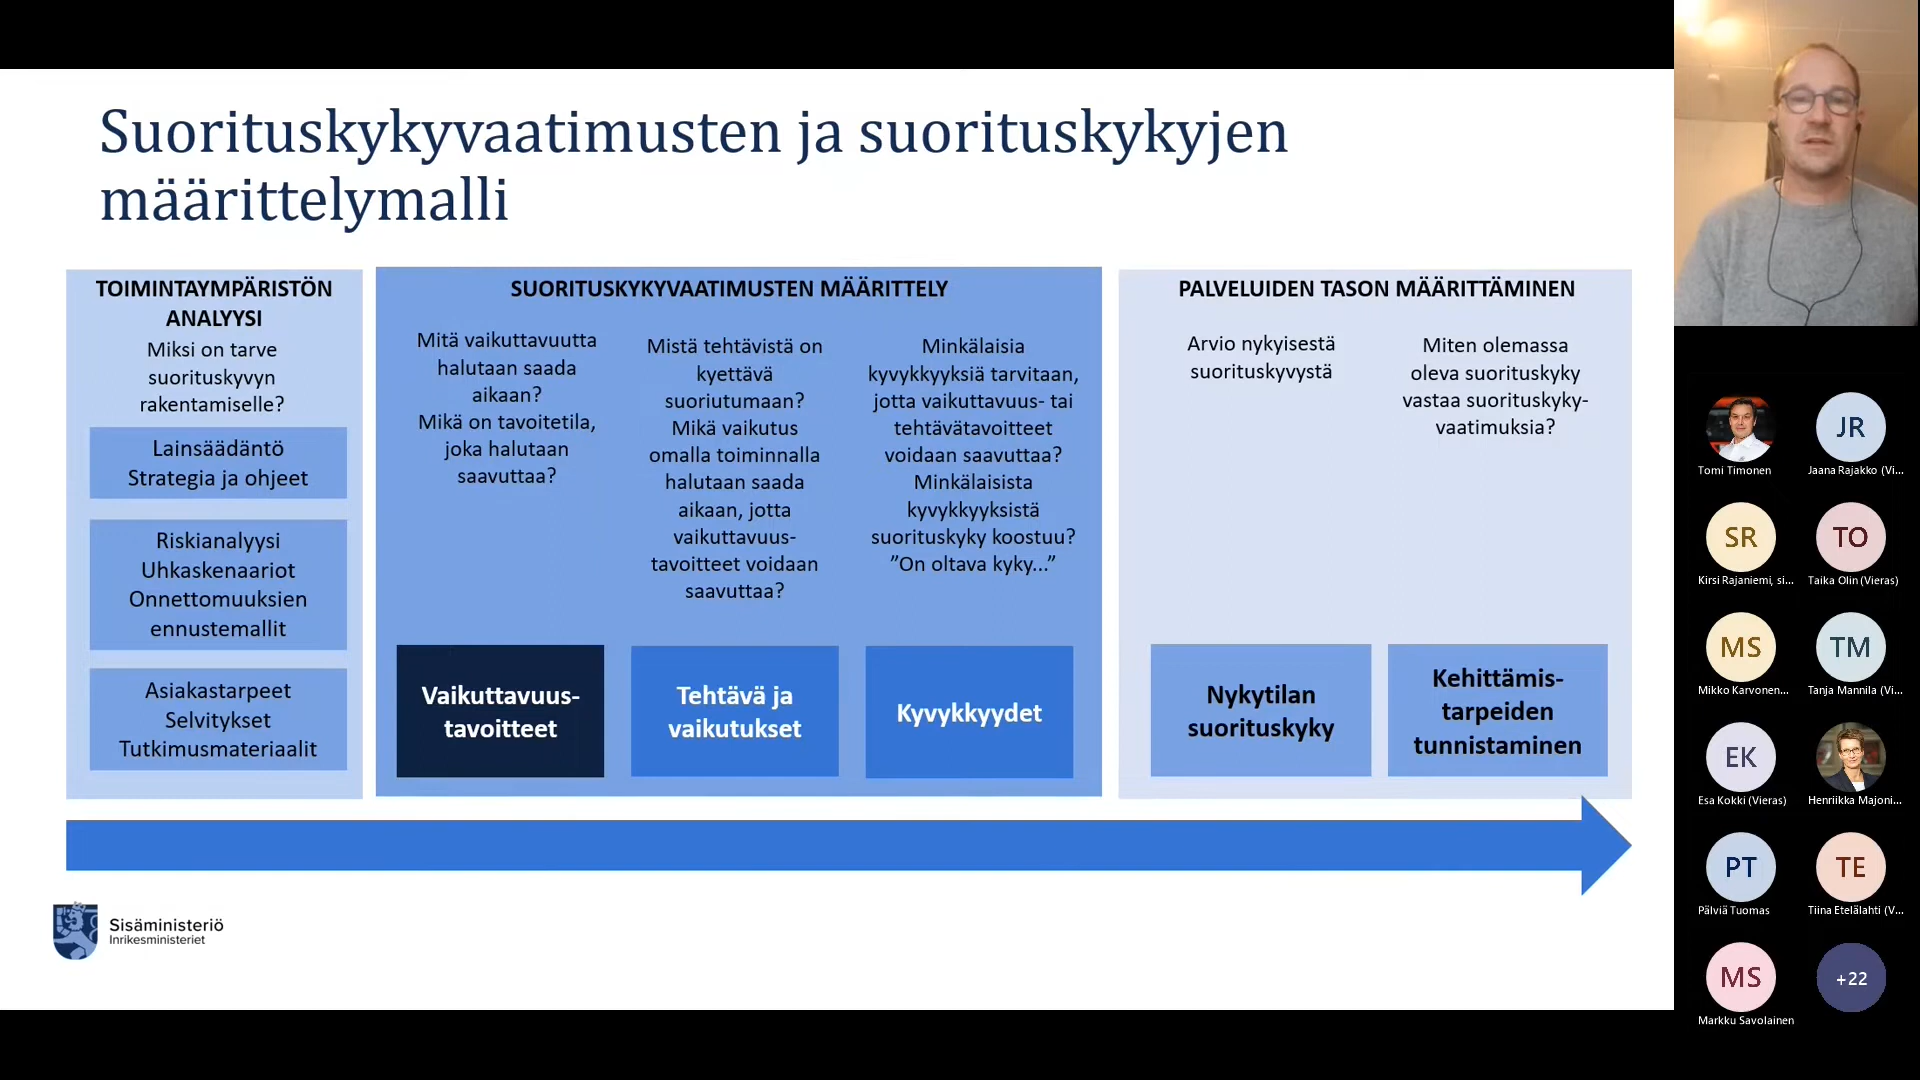 Suorituskykyvaatimusten ja suorituskykyjen
määrittelymalli
TOIMINTAYMPÄRISTÖN
ANALYYSI
Miksi on tarve
suorituskyvyn
rakentamiselle?
Lainsäädäntö
Strategia ja ohjeet
Riskianalyysi
Uhkaskenaariot
Onnettomuuksien
ennustemallit
Asiakastarpeet
Selvitykset
Tutkimusmateriaalit
SUORITUSKYKYVAATIMUSTEN MÄÄRITTELY
Mitä vaikuttavuutta
halutaan saada
aikaan?
Mikä on tavoitetila,
joka halutaan
saavuttaa?
Vaikuttavuus-
tavoitteet
Mistä tehtävistä on
kyettävä
suoriutumaan?
Mikä vaikutus
omalla toiminnalla
halutaan saada
aikaan, jotta
vaikuttavuus-
tavoitteet voidaan
saavuttaa?
Tehtävä ja
vaikutukset
Minkälaisia
kyvykkyyksiä tarvitaan,
jotta vaikuttavuus- tai
tehtävätavoitteet
voidaan saavuttaa?
Minkälaisista
kyvykkyyksistä
suorituskyky koostuu?
”On oltava kyky...”
Kyvykkyydet
PALVELUIDEN TASON MÄÄRITTÄMINEN
Arvio nykyisestä
suorituskyvystä
Nykytilan
suorituskyky
Miten olemassa
oleva suorituskyky
vastaa suorituskyky-
vaatimuksia?
Kehittämis-
tarpeiden
tunnistaminen
Sisäministeriö
Inrikesministeriet
Tomi Timonen
JR
Jaana Rajakko (Vi...
SR
Kirsi Rajaniemi, si...
TO
Taika Olin (Vieras)
MS
Mikko Karvonen...
TM
Tanja Mannila (Vi...
EK
Esa Kokki (Vieras)
Henriikka Majoni...
PT
Pälviä Tuomas
TE
Tiina Etelälahti (V...
MS
Markku Savolainen
+22